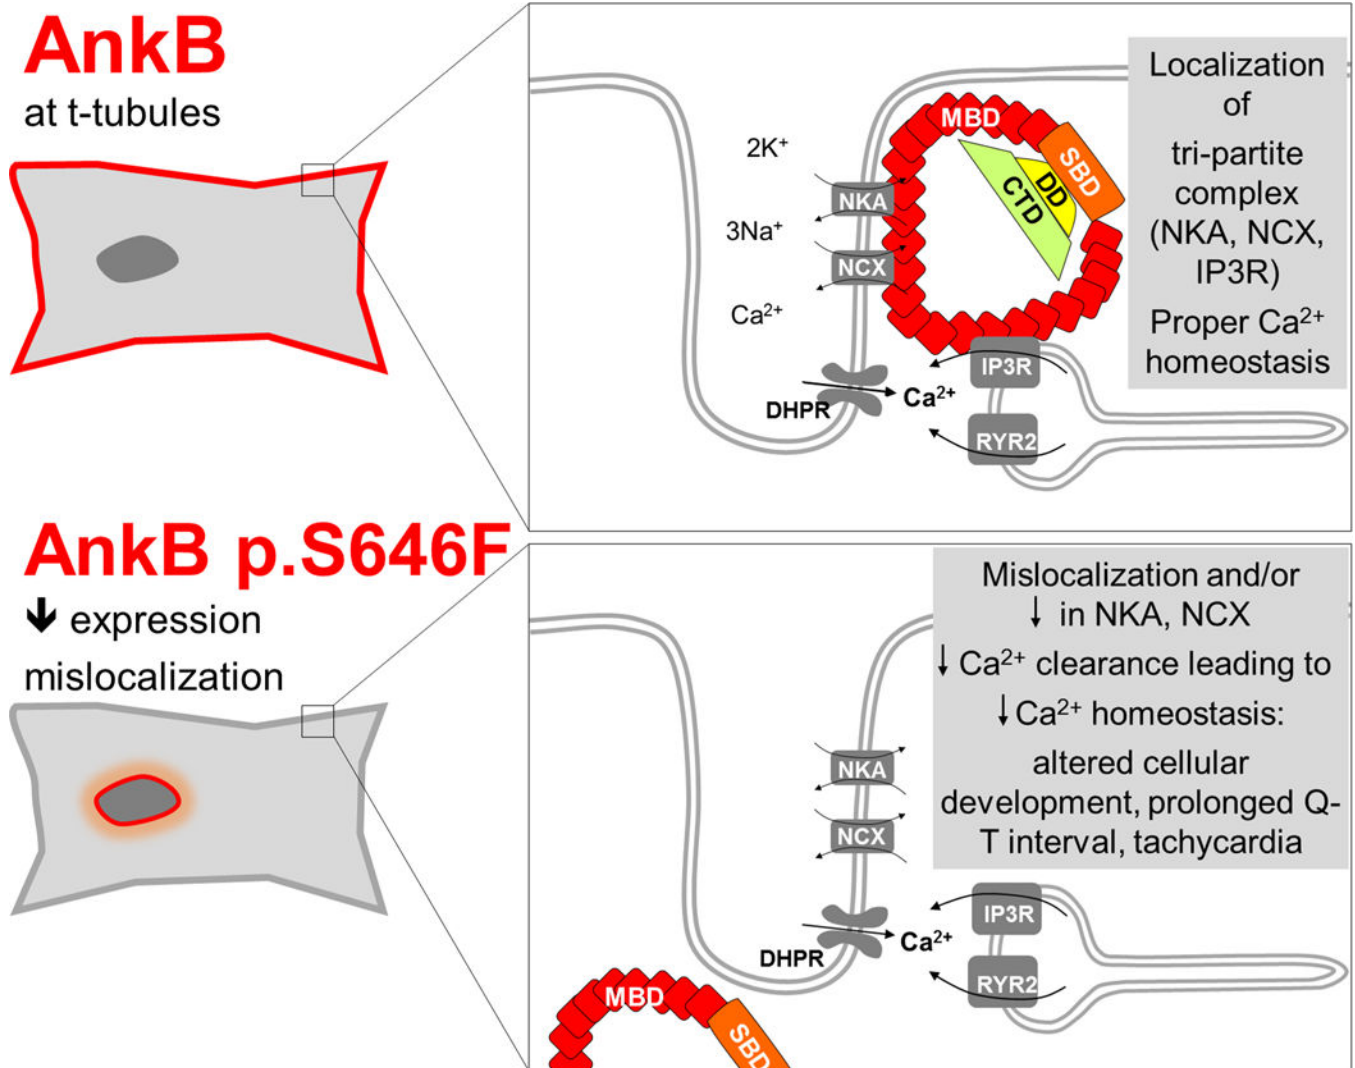 AnkB
at t-tubules
MBD
SBD
DD
CTD
2K⁺
NKA
3Na⁺
NCX
Ca²⁺
IP3R
DHPR
Ca²⁺
RYR2
Localization
of
tri-partite
complex
(NKA, NCX,
IP3R)
Proper Ca²⁺
homeostasis
AnkB p.S646F
🡻 expression
mislocalization
Mislocalization and/or
↓ in NKA, NCX
↓ Ca²⁺ clearance leading to
↓ Ca²⁺ homeostasis:
altered cellular
development, prolonged Q-
T interval, tachycardia
NKA
NCX
IP3R
DHPR
Ca²⁺
RYR2
MBD
SBD